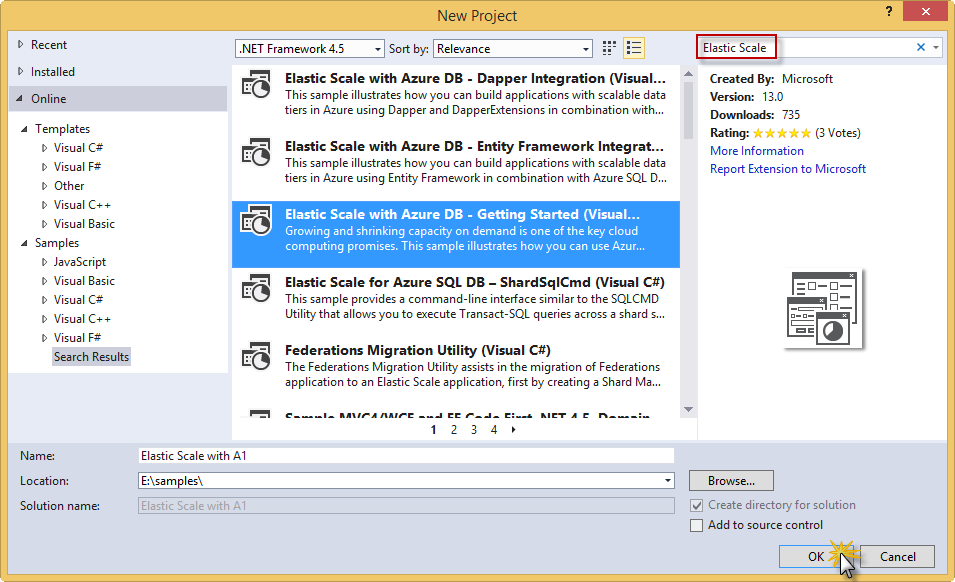 New Project
?
Recent
Installed
Online
Templates
Visual C#
Visual F#
Other
Visual C++
Visual Basic
Samples
JavaScript
Visual Basic
Visual C#
Visual C++
Visual F#
Search Results
.NET Framework 4.5 Sort by: Relevance
Elastic Scale with Azure DB - Dapper Integration (Visual...
This sample illustrates how you can build applications with scalable data
tiers in Azure using Dapper and DapperExtensions in combination with...
Elastic Scale with Azure DB - Entity Framework Integrat...
This sample illustrates how you can build applications with scalable data
tiers in Azure using Entity Framework in combination with Azure SQL D...
Elastic Scale with Azure DB - Getting Started (Visual...
Growing and shrinking capacity on demand is one of the key cloud
computing promises. This sample illustrates how you can use Azur...
Elastic Scale for Azure SQL DB – ShardSqlCmd (Visual C#)
This sample provides a command-line interface similar to the SQLCMD
Utility that allows you to execute Transact-SQL queries across a shard s...
Federations Migration Utility (Visual C#)
The Federations Migration Utility assists in the migration of Federations
application to an Elastic Scale application, first by creating a Shard Ma...
Sample MVC4/WCF and EF Code First .NET 4.5, Domain
1 2 3 4
Elastic Scale
Created By: Microsoft
Version: 13.0
Downloads: 735
Rating: (3 Votes)
More Information
Report Extension to Microsoft
Name: Elastic Scale with A1
Location: E:\samples\
Browse...
Solution name: Elastic Scale with A1
Create directory for solution
Add to source control
OK Cancel